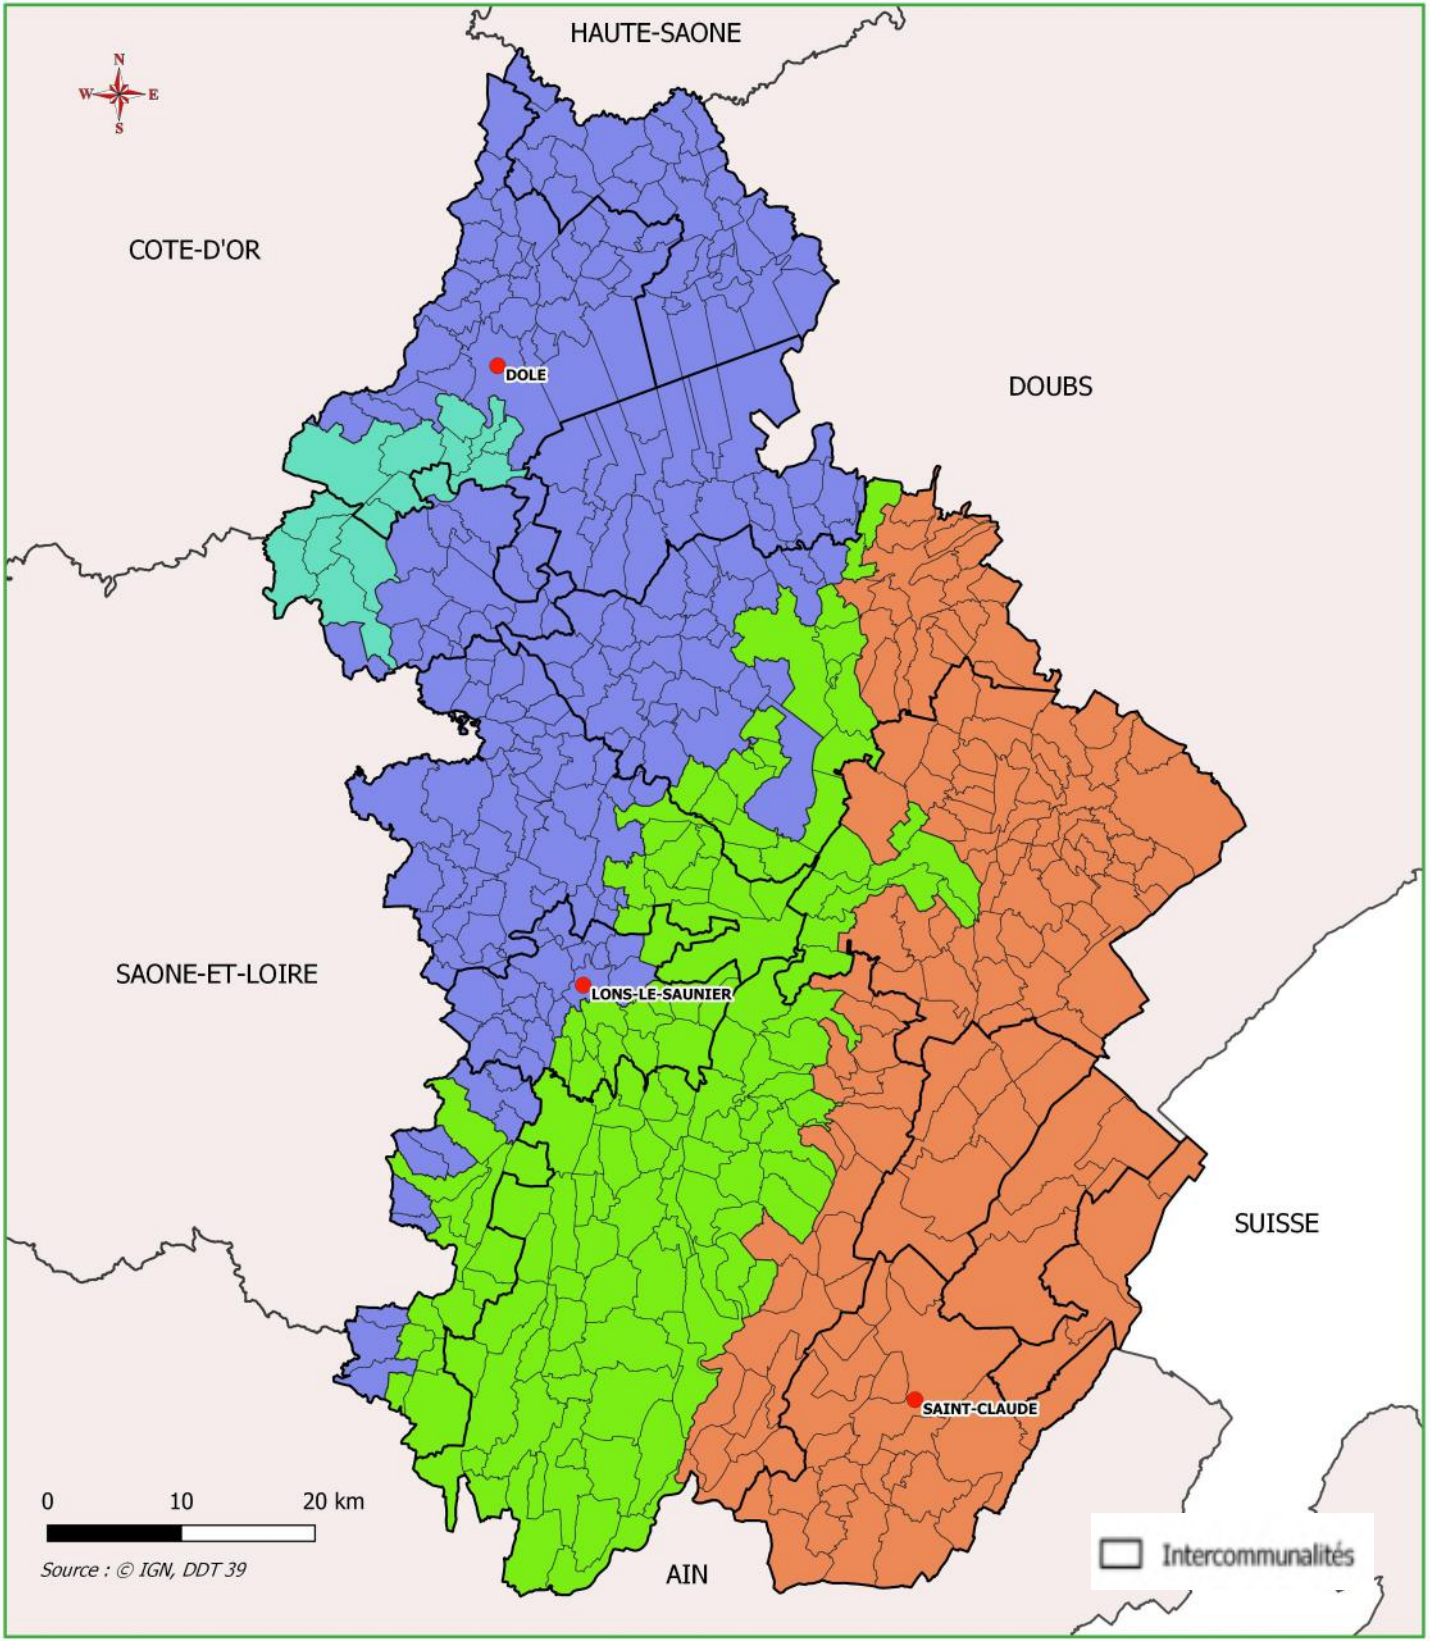 HAUTE-SAONE
N
W E
S
COTE-D'OR
DOLE
DOUBS
SAONE-ET-LOIRE
LONS-LE-SAUNIER
SUISSE
SAINT-CLAUDE
0 10 20 km
Source : © IGN, DDT 39
AIN
Intercommunalités